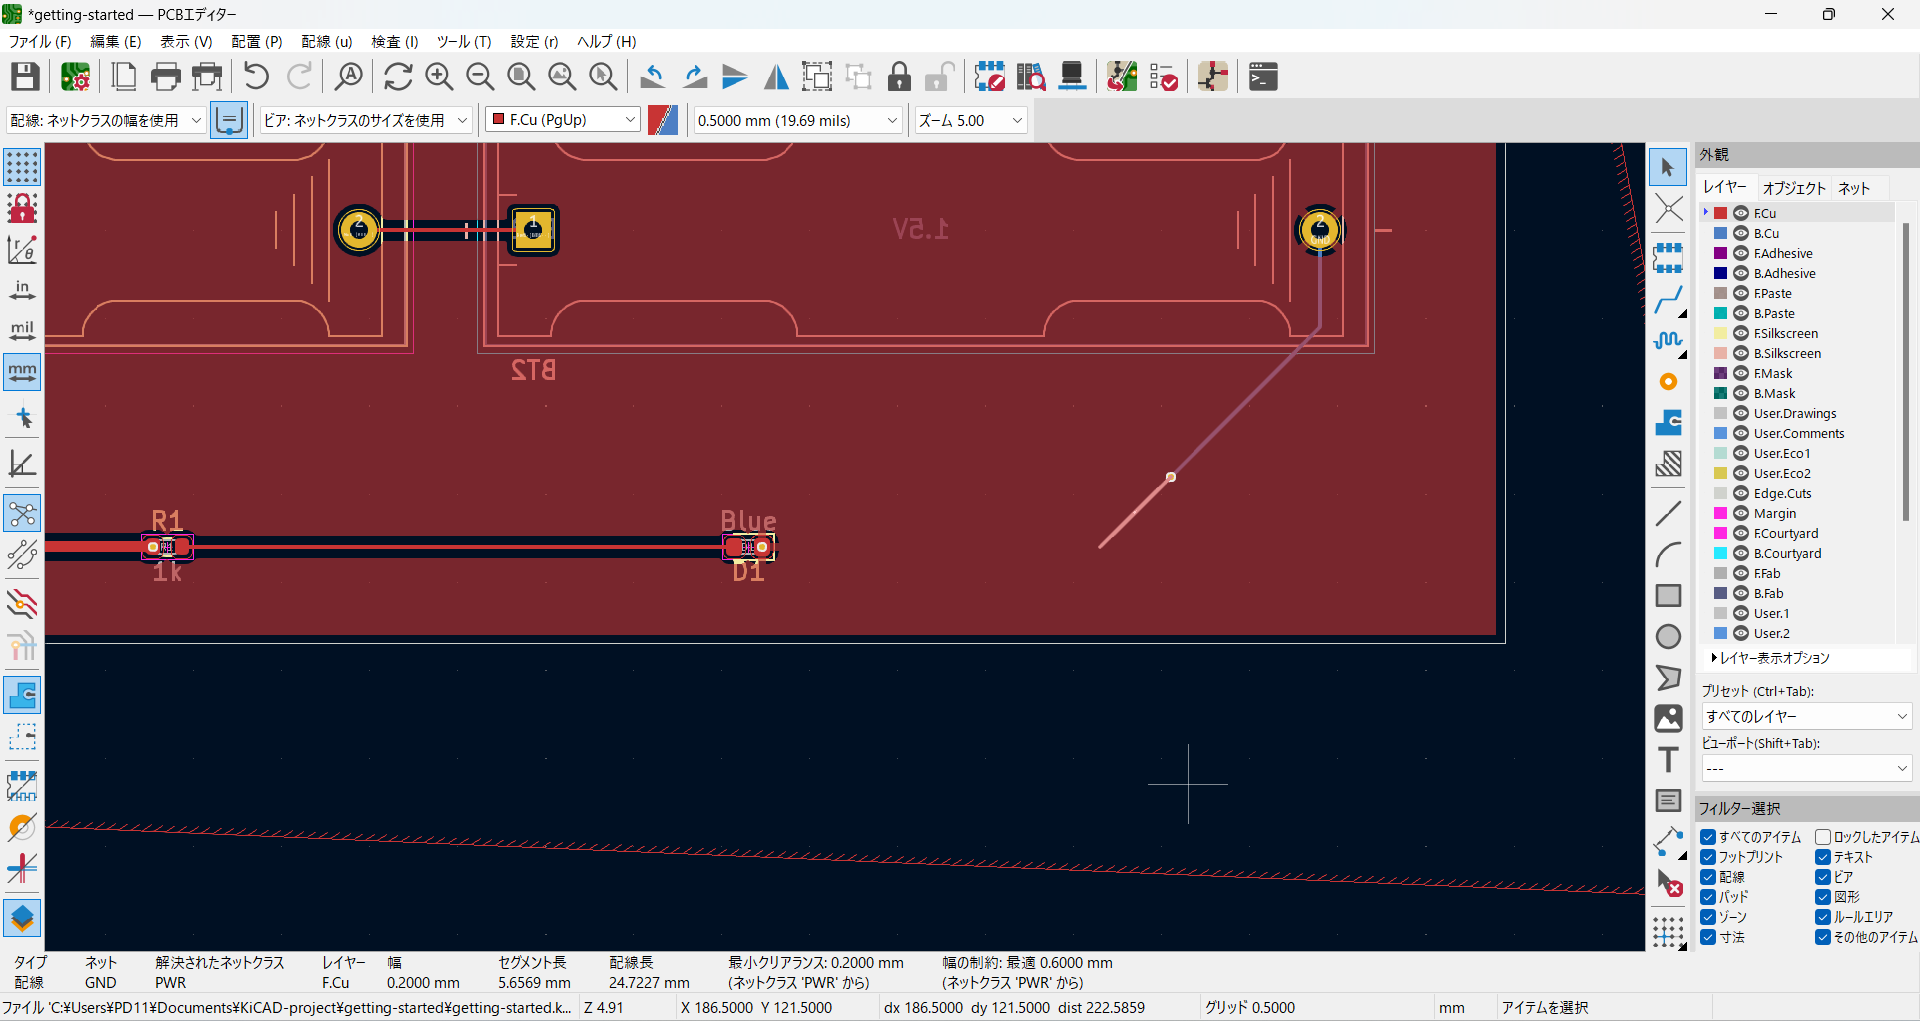 *getting-started — PCBエディター
ファイル (F) 編集 (E) 表示 (V) 配置 (P) 配線 (u) 検査 (I) ツール (T) 設定 (r) ヘルプ (H)
配線: ネットクラスの幅を使用 ビア: ネットクラスのサイズを使用 F.Cu (PgUp) 0.5000 mm (19.69 mils) ズーム 5.00
in
mil
mm
2
1
1.5V
2
GND
BT2
R1
1k
Blue
D1
外観
レイヤー オブジェクト ネット
F.Cu
B.Cu
F.Adhesive
B.Adhesive
F.Paste
B.Paste
F.Silkscreen
B.Silkscreen
F.Mask
B.Mask
User.Drawings
User.Comments
User.Eco1
User.Eco2
Edge.Cuts
Margin
F.Courtyard
B.Courtyard
F.Fab
B.Fab
User.1
User.2
レイヤー表示オプション
プリセット (Ctrl+Tab):
すべてのレイヤー
ビューポート(Shift+Tab):
---
フィルター選択
すべてのアイテム ロックしたアイテム
フットプリント テキスト
配線 ビア
パッド 図形
ゾーン ルールエリア
寸法 その他のアイテム
タイプ ネット 解決されたネットクラス レイヤー 幅 セグメント長 配線長 最小クリアランス: 0.2000 mm 幅の制約: 最適 0.6000 mm
配線 GND PWR F.Cu 0.2000 mm 5.6569 mm 24.7227 mm (ネットクラス 'PWR' から) (ネットクラス 'PWR' から)
ファイル 'C:¥Users¥PD11¥Documents¥KiCAD-project¥getting-started¥getting-started.k... Z 4.91 X 186.5000 Y 121.5000 dx 186.5000 dy 121.5000 dist 222.5859 グリッド 0.5000 mm アイテムを選択